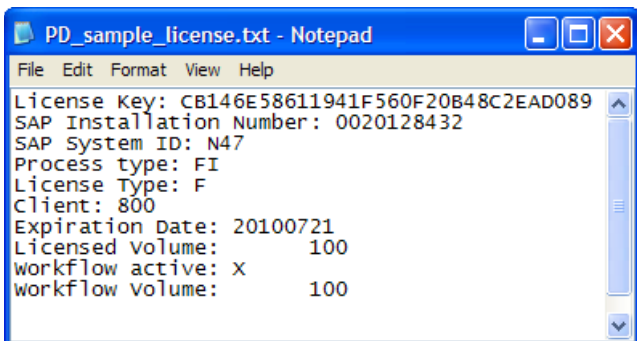 PD_sample_license.txt - Notepad
File Edit Format View Help
License Key: CB146E58611941F560F20B48C2EAD089
SAP Installation Number: 0020128432
SAP System ID: N47
Process type: FI
License Type: F
Client: 800
Expiration Date: 20100721
Licensed Volume: 100
Workflow active: X
Workflow Volume: 100